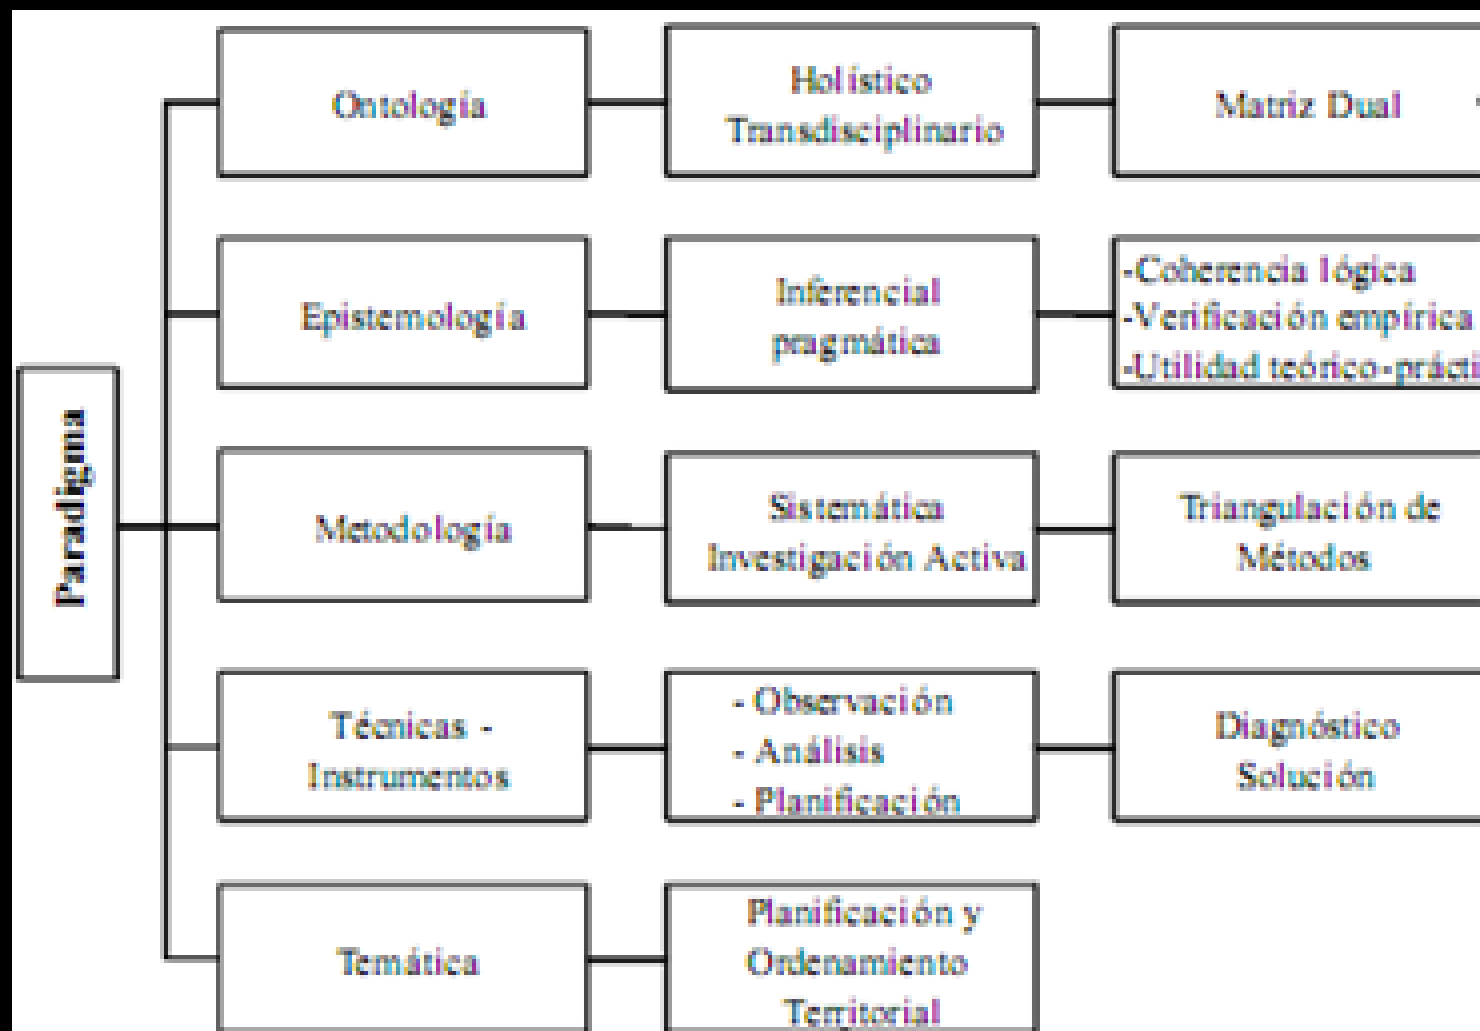 Paradigma
Ontología
Holístico
Transdisciplinario
Matriz Dual
Epistemología
Inferencial
pragmática
-Coherencia lógica
-Verificación empírica
-Utilidad
Metodología
Sistemática
Investigación Activa
Triangulación de
Métodos
Técnicas -
Instrumentos
- Observación
- Análisis
- Planificación
Diagnóstico
Solución
Temática
Planificación y
Ordenamiento
Territorial